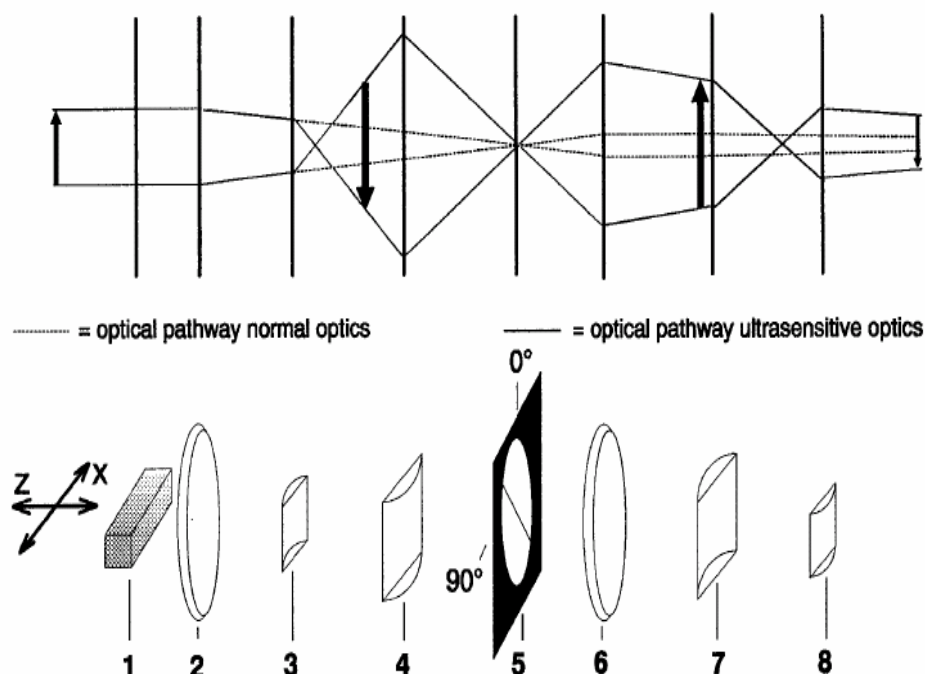 = optical pathway normal optics
= optical pathway ultrasensitive optics
0°
X
Z
90°
1 2 3 4 5 6 7 8